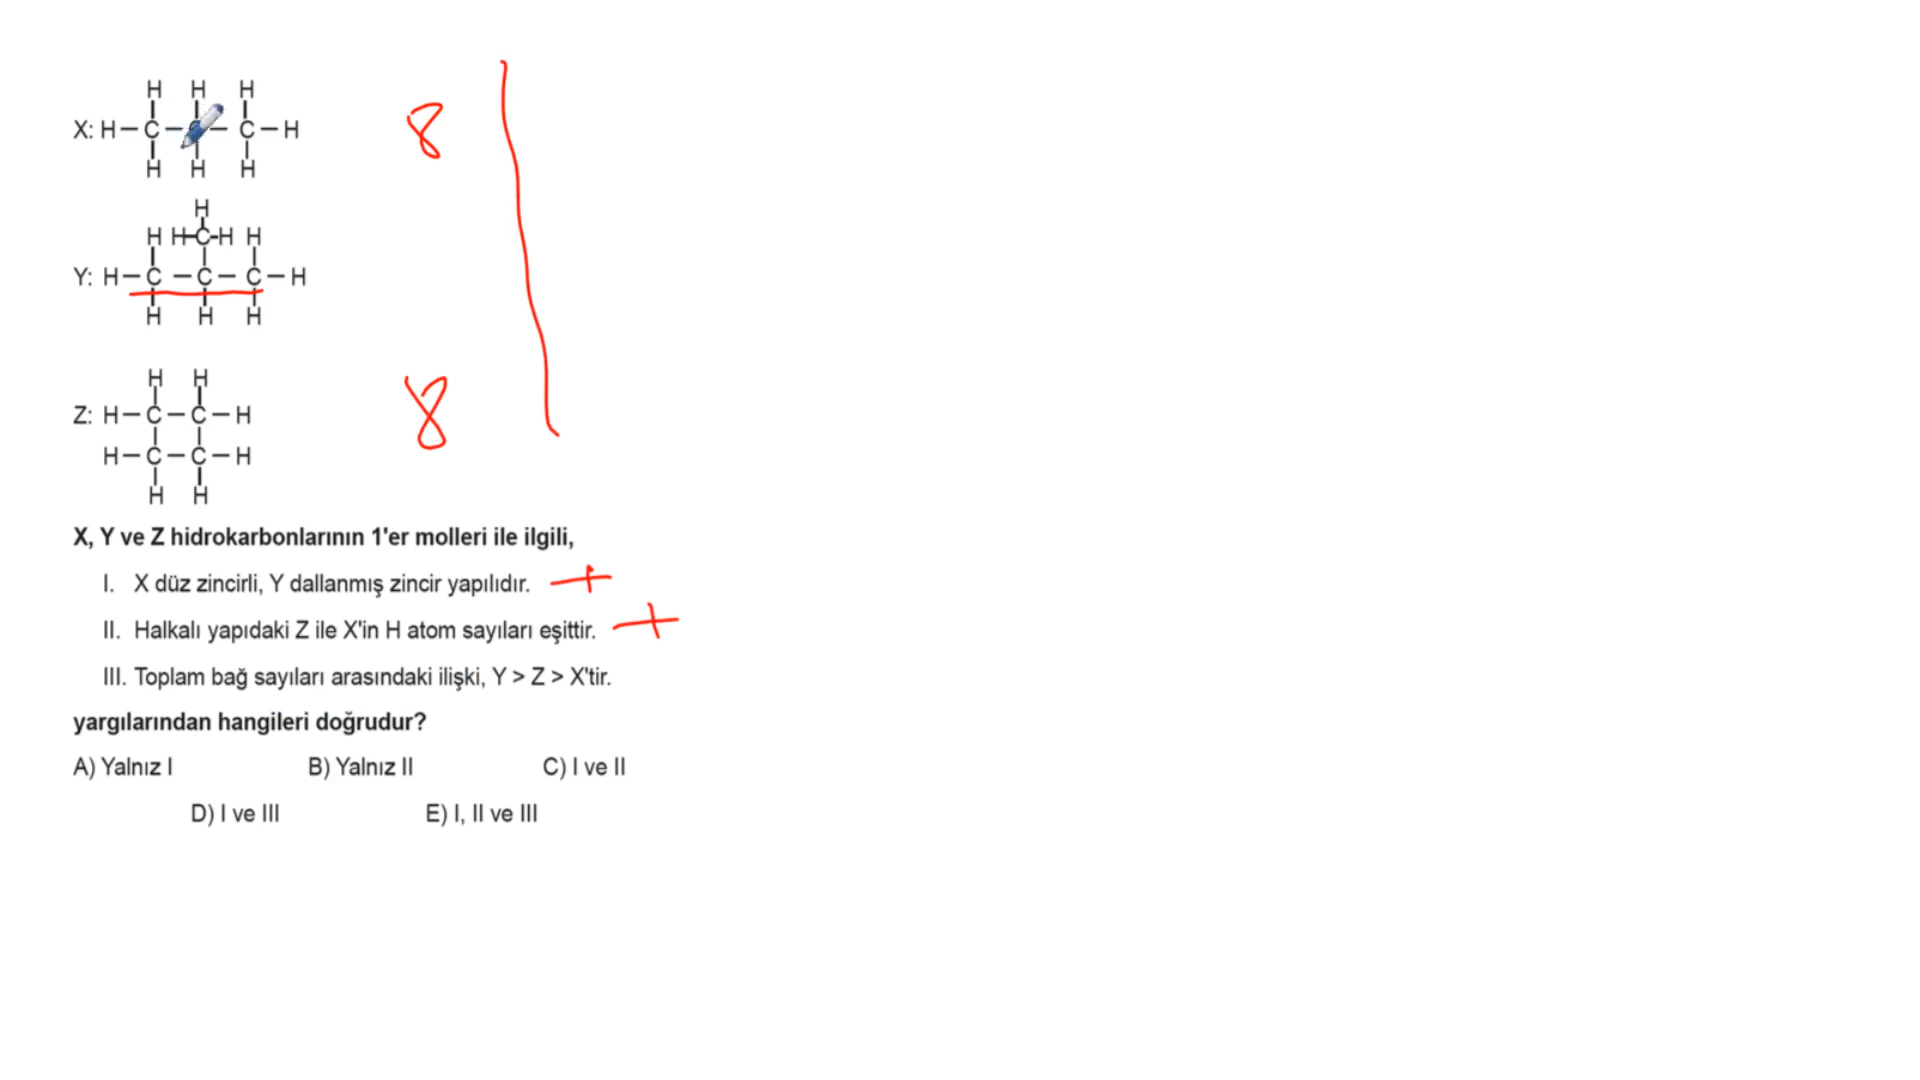 H H H
X: H – C – – C – H
H H H
8
H
H H–C–H H
Y: H – C – C – C – H
H H H
H H
Z: H – C – C – H
H – C – C – H
H H
8
X, Y ve Z hidrokarbonlarının 1'er molleri ile ilgili,
I. X düz zincirli, Y dallanmış zincir yapılıdır. +
II. Halkalı yapıdaki Z ile X'in H atom sayıları eşittir. +
III. Toplam bağ sayıları arasındaki ilişki, Y > Z > X'tir.
yargılarından hangileri doğrudur?
A) Yalnız I B) Yalnız II C) I ve II
D) I ve III E) I, II ve III